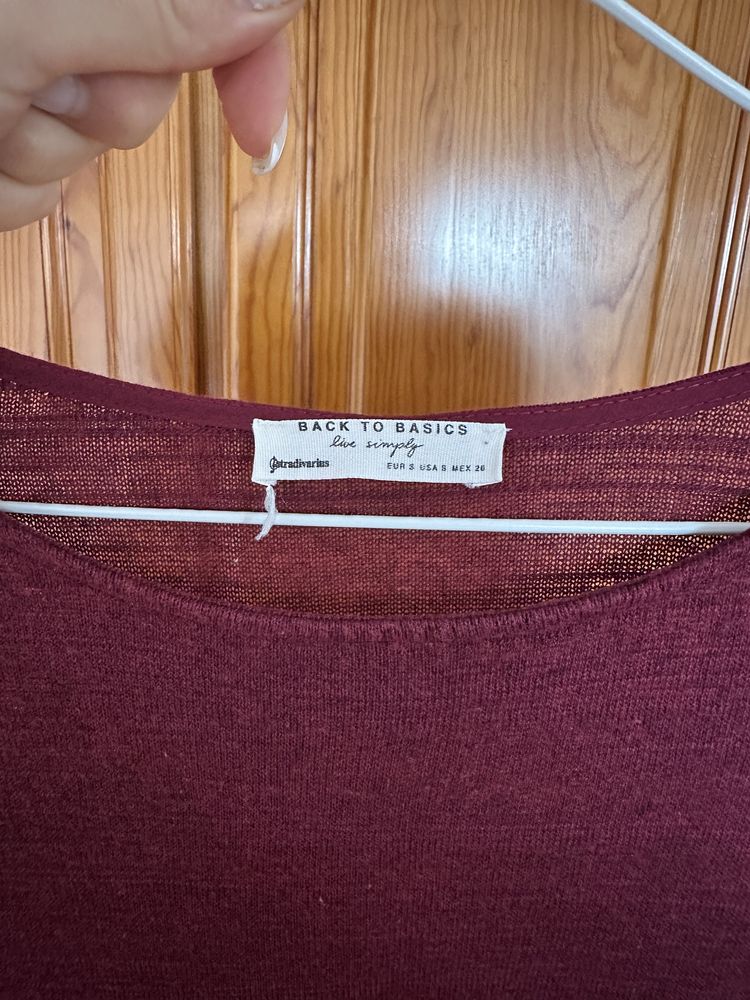 BACK TO BASICS
live simply
Stradivarius EUR S USA S MEX 26